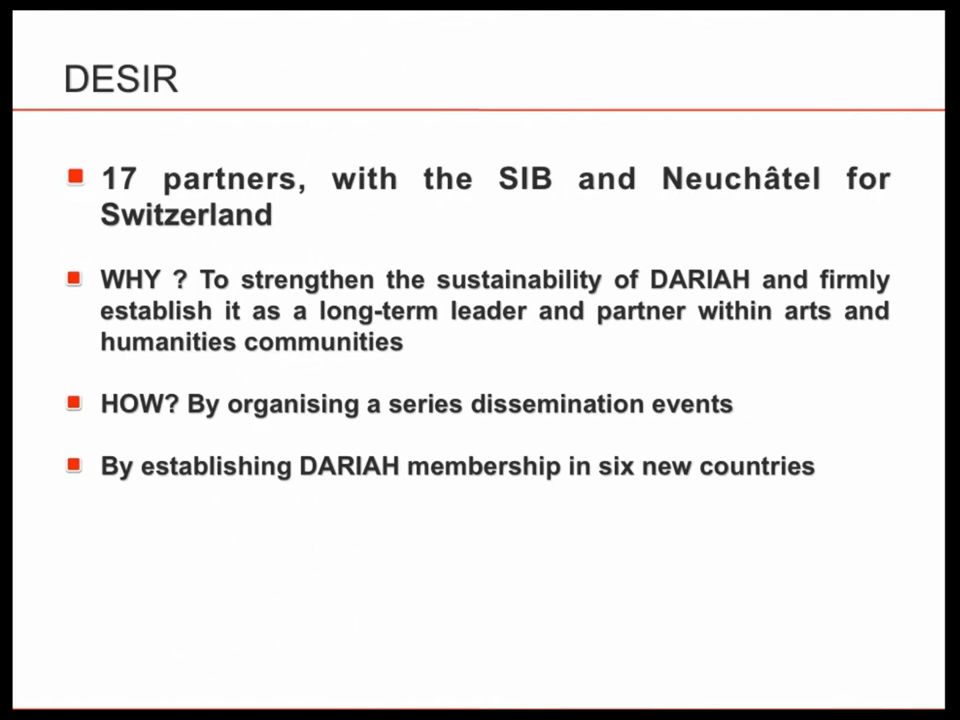 DESIR
17 partners, with the SIB and Neuchâtel for
Switzerland
WHY ? To strengthen the sustainability of DARIAH and firmly
establish it as a long-term leader and partner within arts and
humanities communities
HOW? By organising a series dissemination events
By establishing DARIAH membership in six new countries